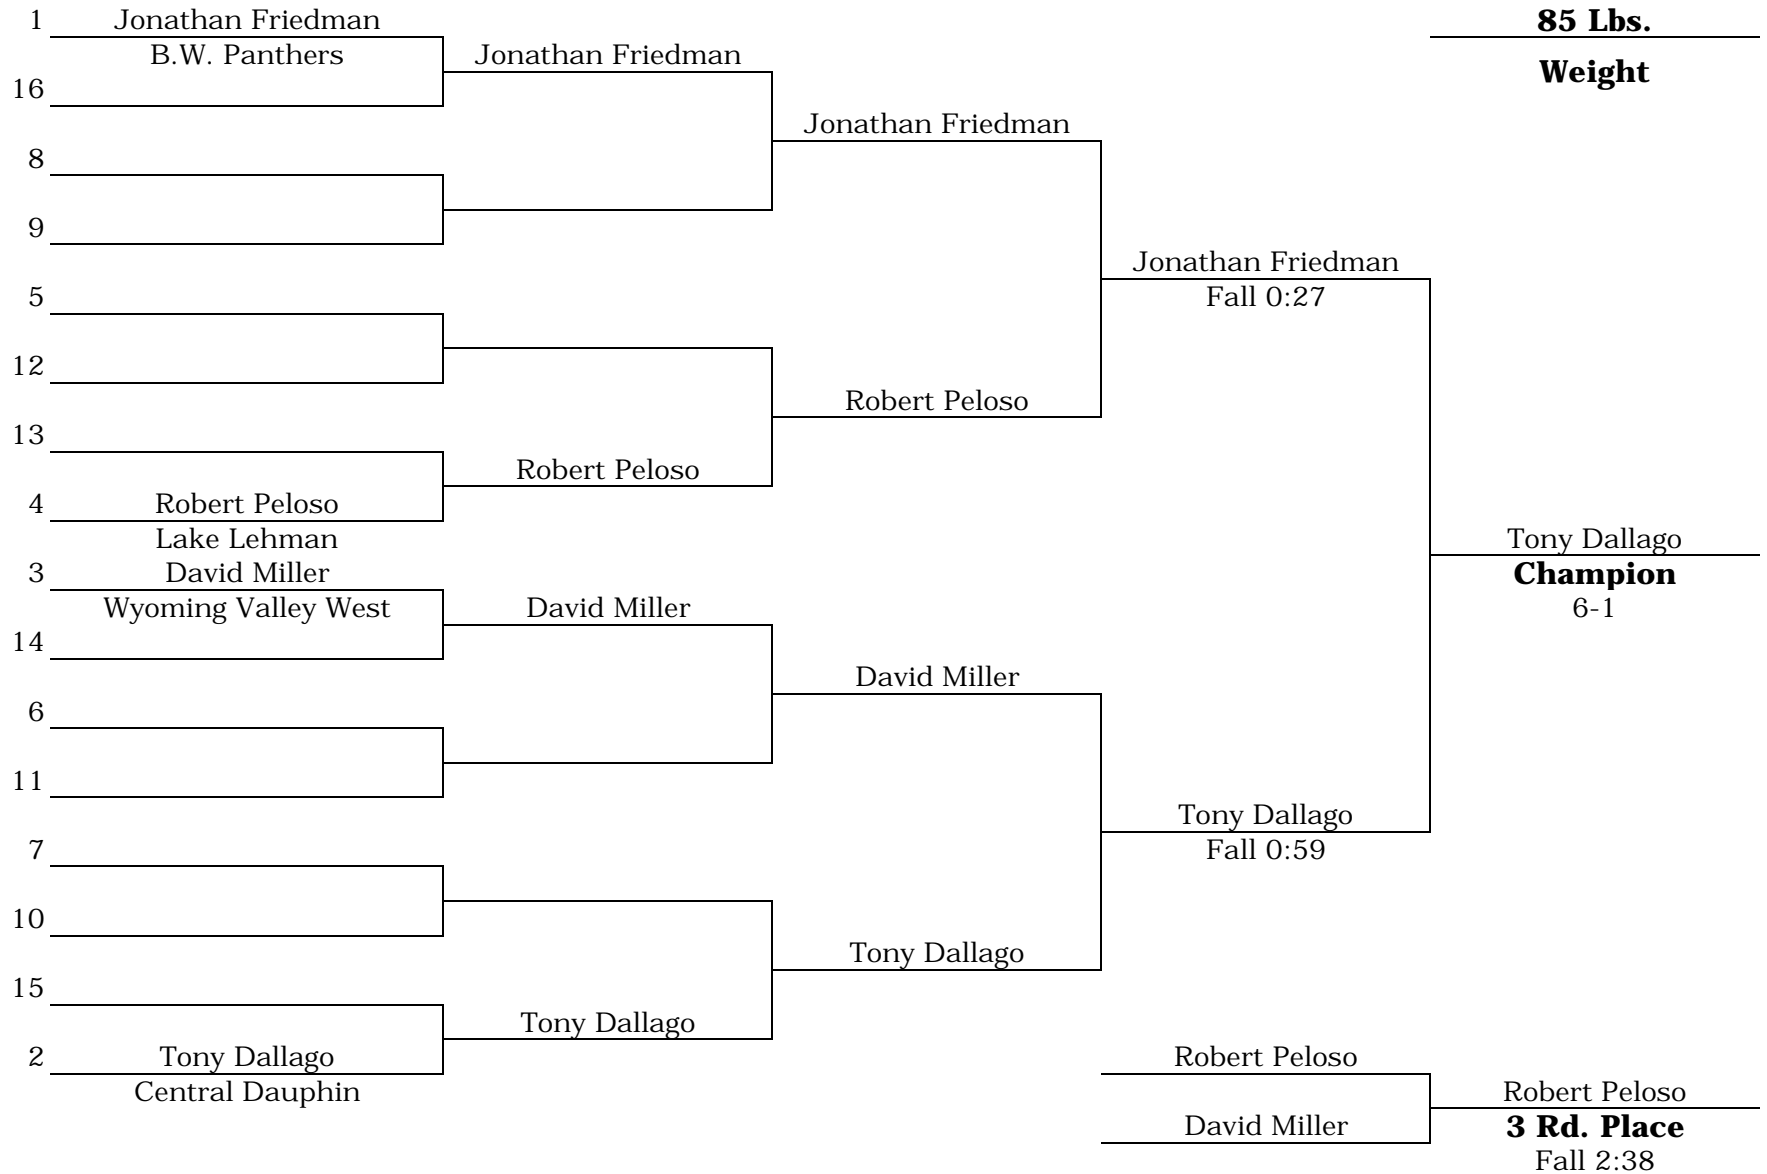 1 Jonathan Friedman
B.W. Panthers
16
8
9
5
12
13
4 Robert Peloso
Lake Lehman
3 David Miller
Wyoming Valley West
14
6
11
7
10
15
2 Tony Dallago
Central Dauphin
Jonathan Friedman
Robert Peloso
David Miller
Tony Dallago
Jonathan Friedman
Robert Peloso
David Miller
Tony Dallago
Jonathan Friedman
Fall 0:27
Tony Dallago
Fall 0:59
Robert Peloso
David Miller
85 Lbs.
Weight
Tony Dallago
Champion
6-1
Robert Peloso
3 Rd. Place
Fall 2:38